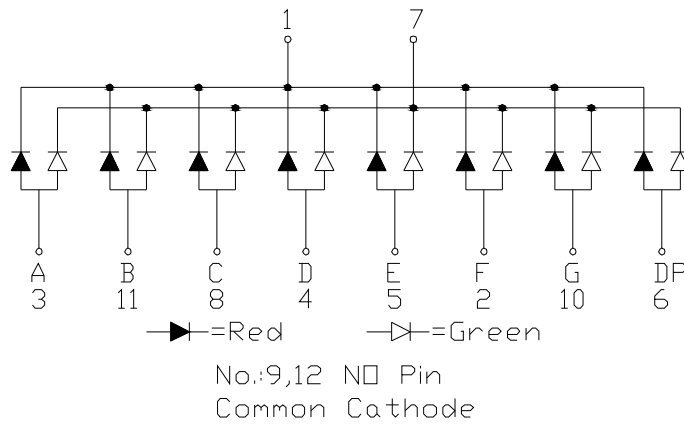 1 7
A B C D E F G DP
3 11 8 4 5 2 10 6
=Red =Green
No.:9,12 NO Pin
Common Cathode